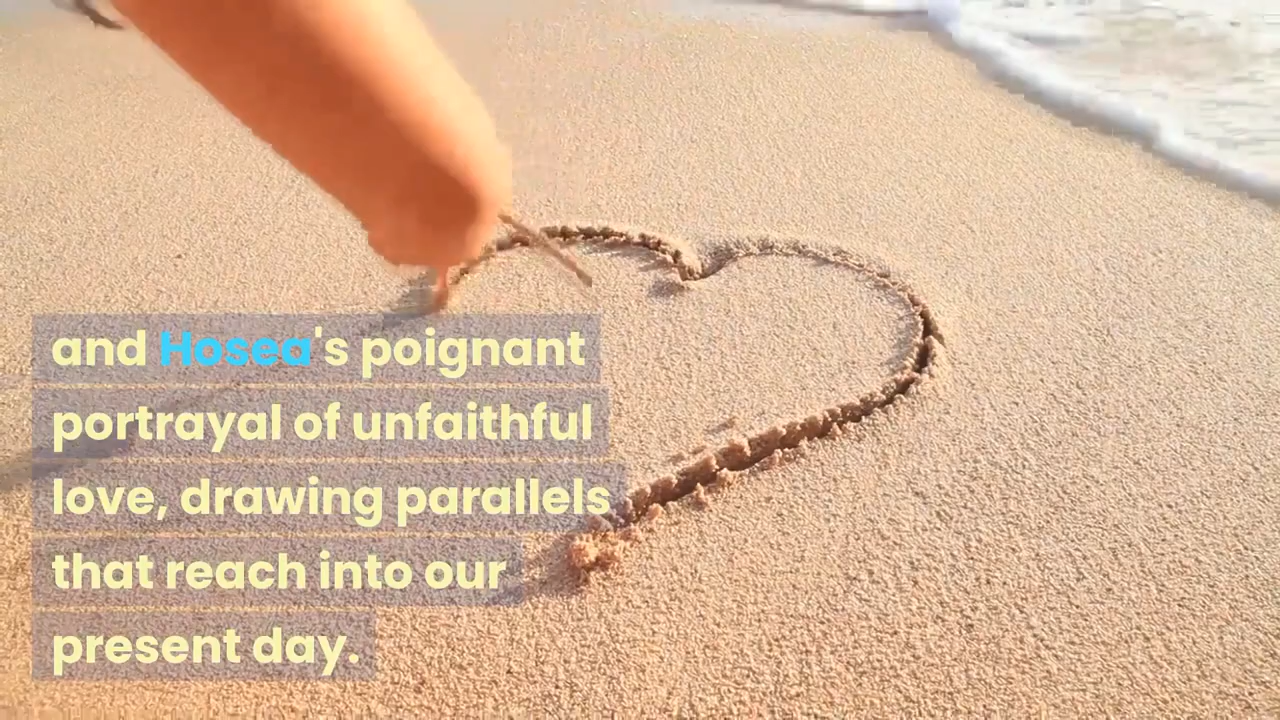 and Hosea's poignant
portrayal of unfaithful
love, drawing parallels
that reach into our
present day.